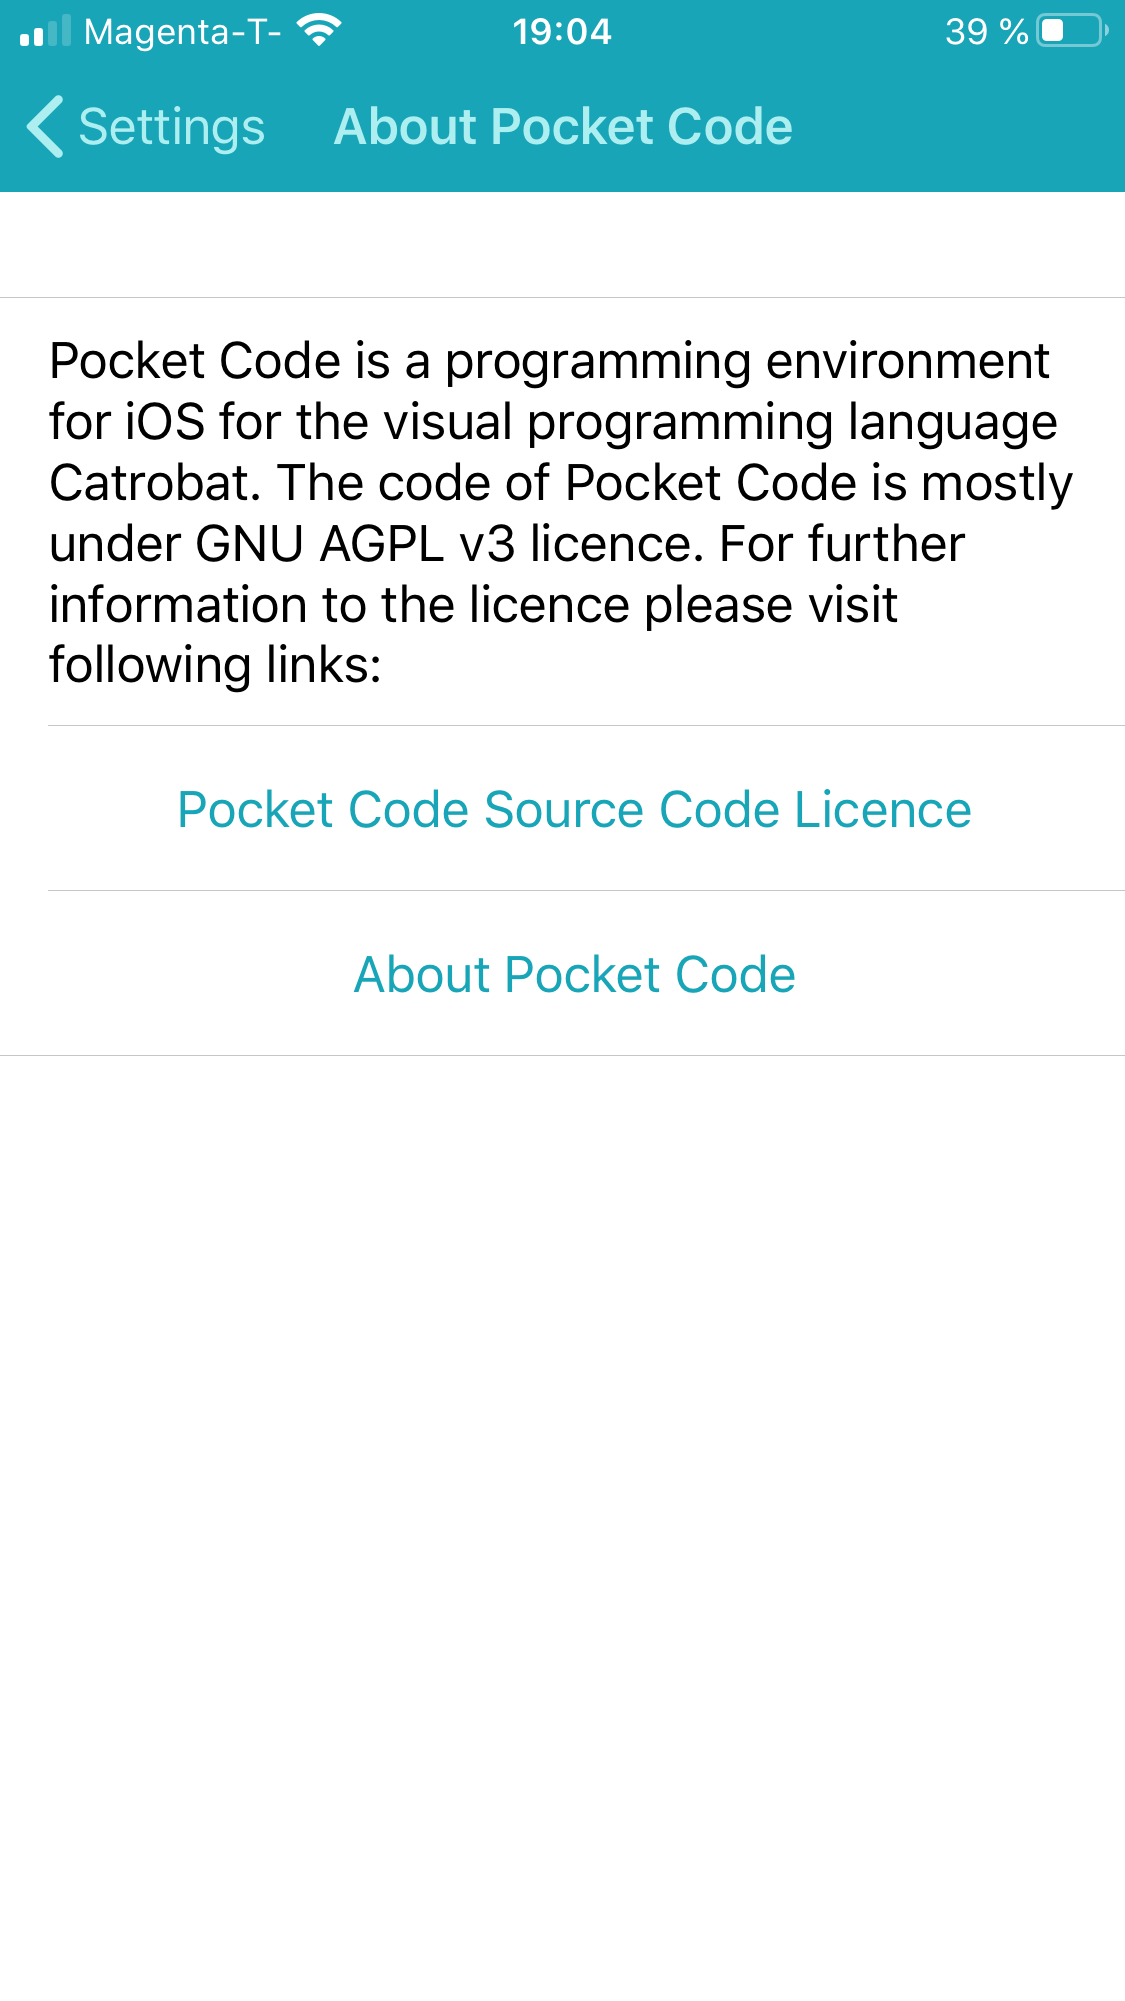 Magenta-T- 19:04 39 %
Settings About Pocket Code
Pocket Code is a programming environment
for iOS for the visual programming language
Catrobat. The code of Pocket Code is mostly
under GNU AGPL v3 licence. For further
information to the licence please visit
following links:
Pocket Code Source Code Licence
About Pocket Code